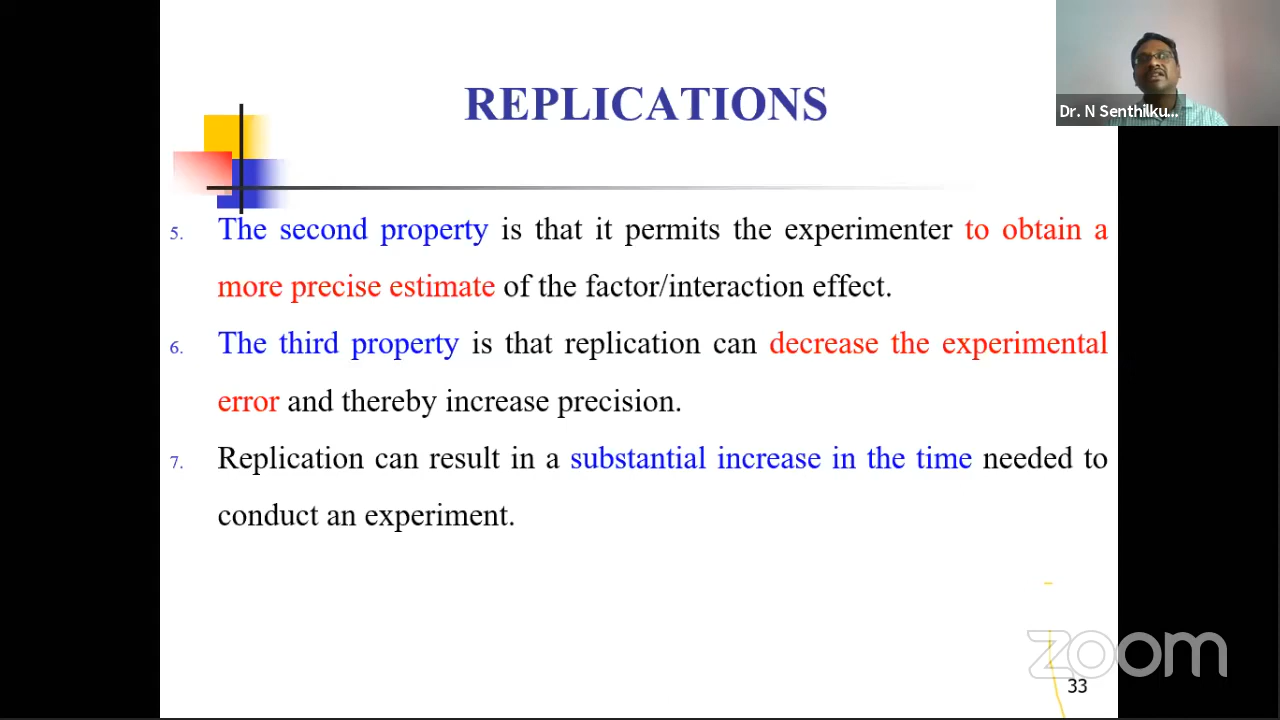 REPLICATIONS
Dr. N Senthilku...
5. The second property is that it permits the experimenter to obtain a
more precise estimate of the factor/interaction effect.
6. The third property is that replication can decrease the experimental
error and thereby increase precision.
7. Replication can result in a substantial increase in the time needed to
conduct an experiment.
zoom
33